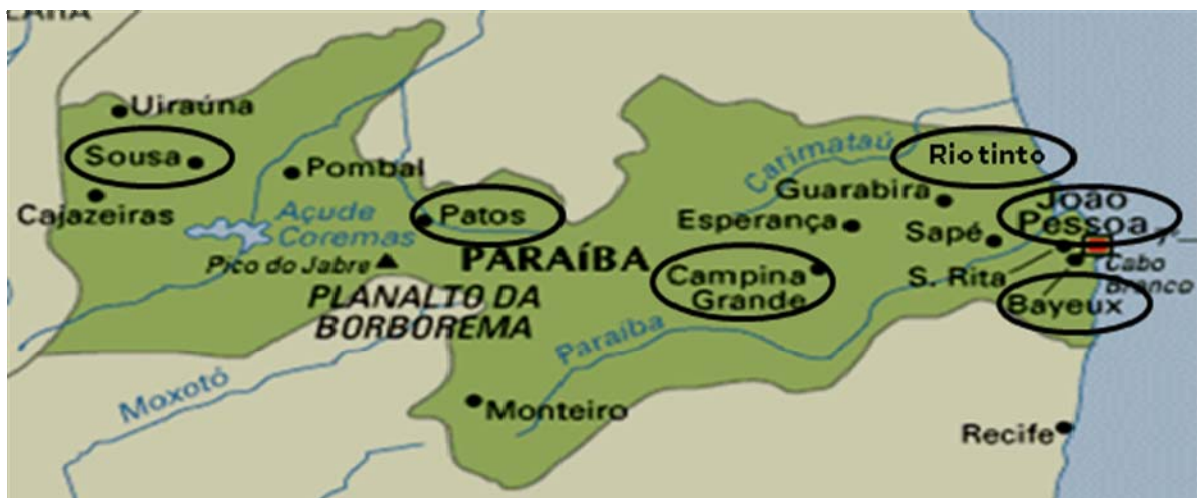 Uiraúna
Sousa
Pombal
Cajazeiras
Açude
Coremas
Patos
Pico do Jabre
PARAÍBA
PLANALTO DA
BORBOREMA
Moxotó
Monteiro
Paraíba
Carimataú
Riotinto
Guarabira
Esperança
Sapé
João
Pessoa
Campina
Grande
S. Rita
Cabo
Branco
Bayeux
Recife